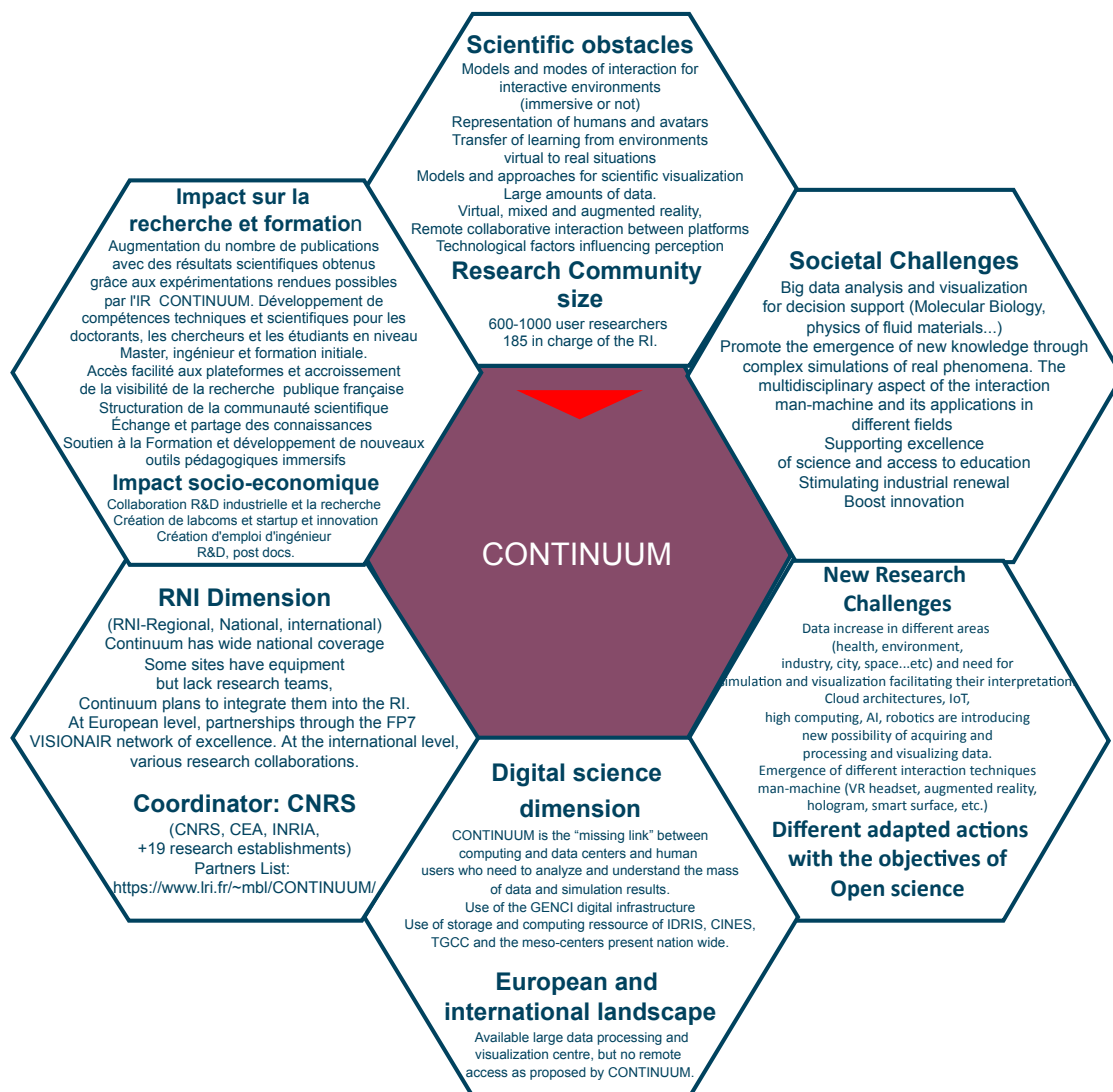 Scientific obstacles
Models and modes of interaction for
interactive environments
(immersive or not)
Representation of humans and avatars
Transfer of learning from environments
virtual to real situations
Models and approaches for scientific visualization
Large amounts of data.
Virtual, mixed and augmented reality,
Remote collaborative interaction between platforms
Technological factors influencing perception
Research Community
size
600-1000 user researchers
185 in charge of the RI.
Impact sur la
recherche et formation
Augmentation du nombre de publications
avec des résultats scientifiques obtenus
grâce aux expérimentations rendues possibles
par l'IR CONTINUUM. Développement de
compétences techniques et scientifiques pour les
doctorants, les chercheurs et les étudiants en niveau
Master, ingénieur et formation initiale.
Accès facilité aux plateformes et accroissement
de la visibilité de la recherche publique française
Structuration de la communauté scientifique
Échange et partage des connaissances
Soutien à la Formation et développement de nouveaux
outils pédagogiques immersifs
Impact socio-economique
Collaboration R&D industrielle et la recherche
Création de labcoms et startup et innovation
Création d'emploi d'ingénieur
R&D, post docs.
Societal Challenges
Big data analysis and visualization
for decision support (Molecular Biology,
physics of fluid materials...)
Promote the emergence of new knowledge through
complex simulations of real phenomena. The
multidisciplinary aspect of the interaction
man-machine and its applications in
different fields
Supporting excellence
of science and access to education
Stimulating industrial renewal
Boost innovation
CONTINUUM
RNI Dimension
(RNI-Regional, National, international)
Continuum has wide national coverage
Some sites have equipment
but lack research teams,
Continuum plans to integrate them into the RI.
At European level, partnerships through the FP7
VISIONAIR network of excellence. At the international level,
various research collaborations.
Coordinator: CNRS
(CNRS, CEA, INRIA,
+19 research establishments)
Partners List:
https://www.lri.fr/~mbl/CONTINUUM/
New Research
Challenges
Data increase in different areas
(health, environment,
industry, city, space...etc) and need for
simulation and visualization facilitating their interpretation
Cloud architectures, IoT,
high computing, AI, robotics are introducing
new possibility of acquiring and
processing and visualizing data.
Emergence of different interaction techniques
man-machine (VR headset, augmented reality,
hologram, smart surface, etc.)
Different adapted actions
with the objectives of
Open science
Digital science
dimension
CONTINUUM is the “missing link” between
computing and data centers and human
users who need to analyze and understand the mass
of data and simulation results.
Use of the GENCI digital infrastructure
Use of storage and computing ressource of IDRIS, CINES,
TGCC and the meso-centers present nation wide.
European and
international landscape
Available large data processing and
visualization centre, but no remote
access as proposed by CONTINUUM.